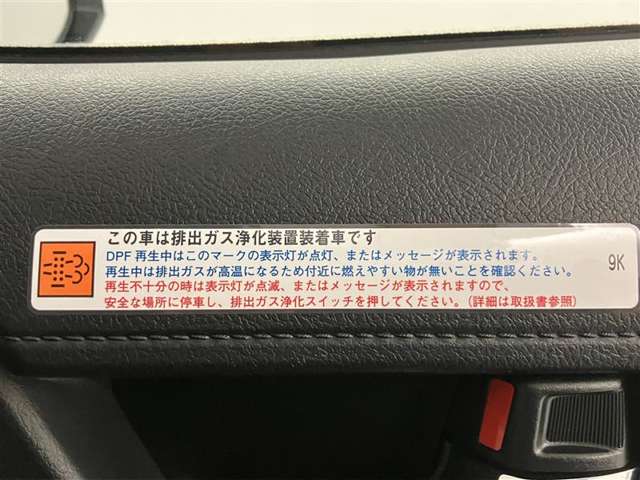 この車は排出ガス浄化装置装着車です
DPF 再生中はこのマークの表示灯が点灯、またはメッセージが表示されます。
再生中は排出ガスが高温になるため付近に燃えやすい物が無いことを確認ください。
再生不十分の時は表示灯が点滅、またはメッセージが表示されますので、
安全な場所に停車し、排出ガス浄化スイッチを押してください。（詳細は取扱書参照）
9K